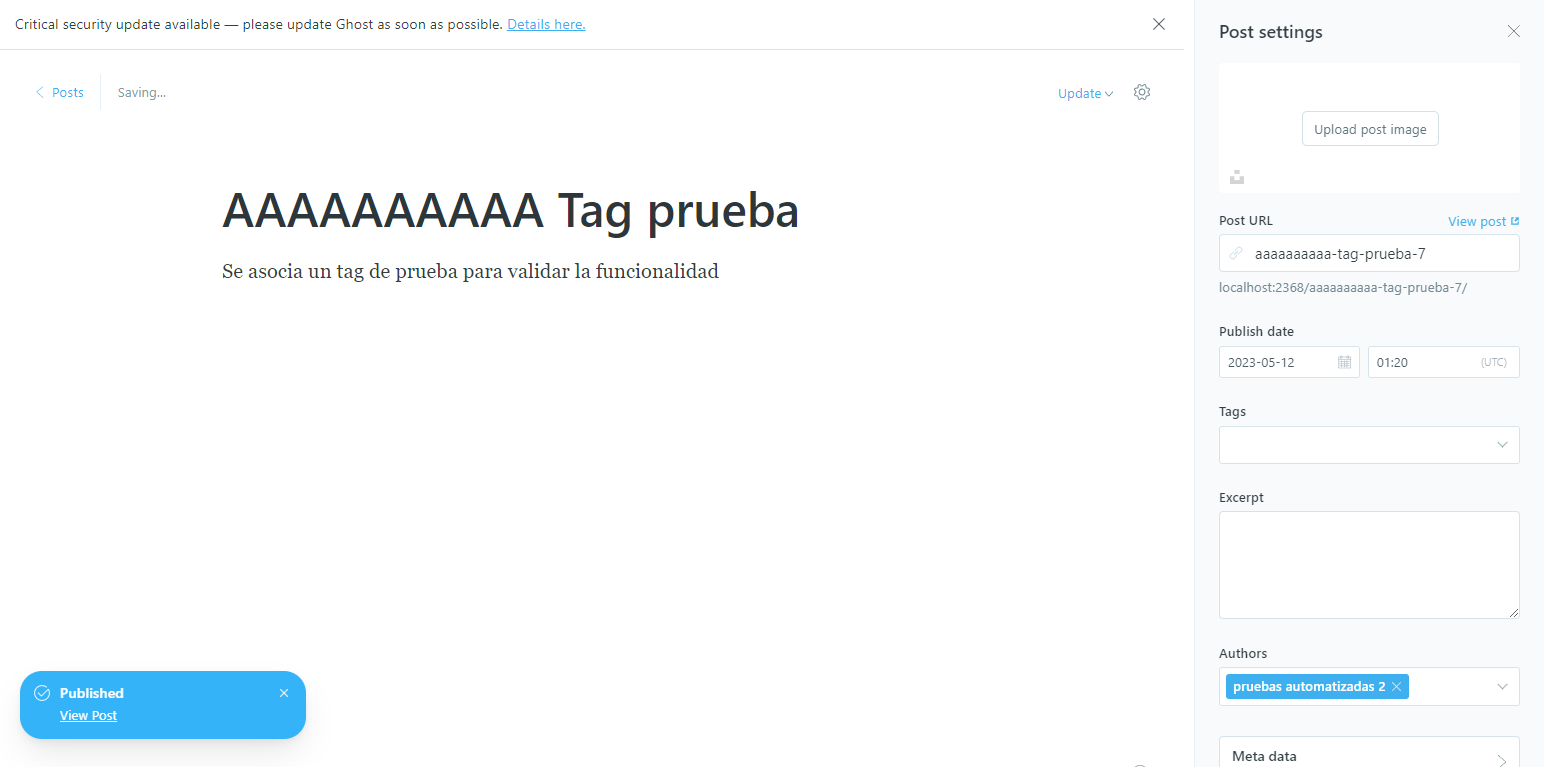 Critical security update available — please update Ghost as soon as possible. Details here.
Posts
Saving...
Update
AAAAAAAAAA Tag prueba
Se asocia un tag de prueba para validar la funcionalidad
Published
View Post
Post settings
Upload post image
Post URL
View post
aaaaaaaaaa-tag-prueba-7
localhost:2368/aaaaaaaaaa-tag-prueba-7/
Publish date
2023-05-12
01:20
(UTC)
Tags
Excerpt
Authors
pruebas automatizadas 2
Meta data